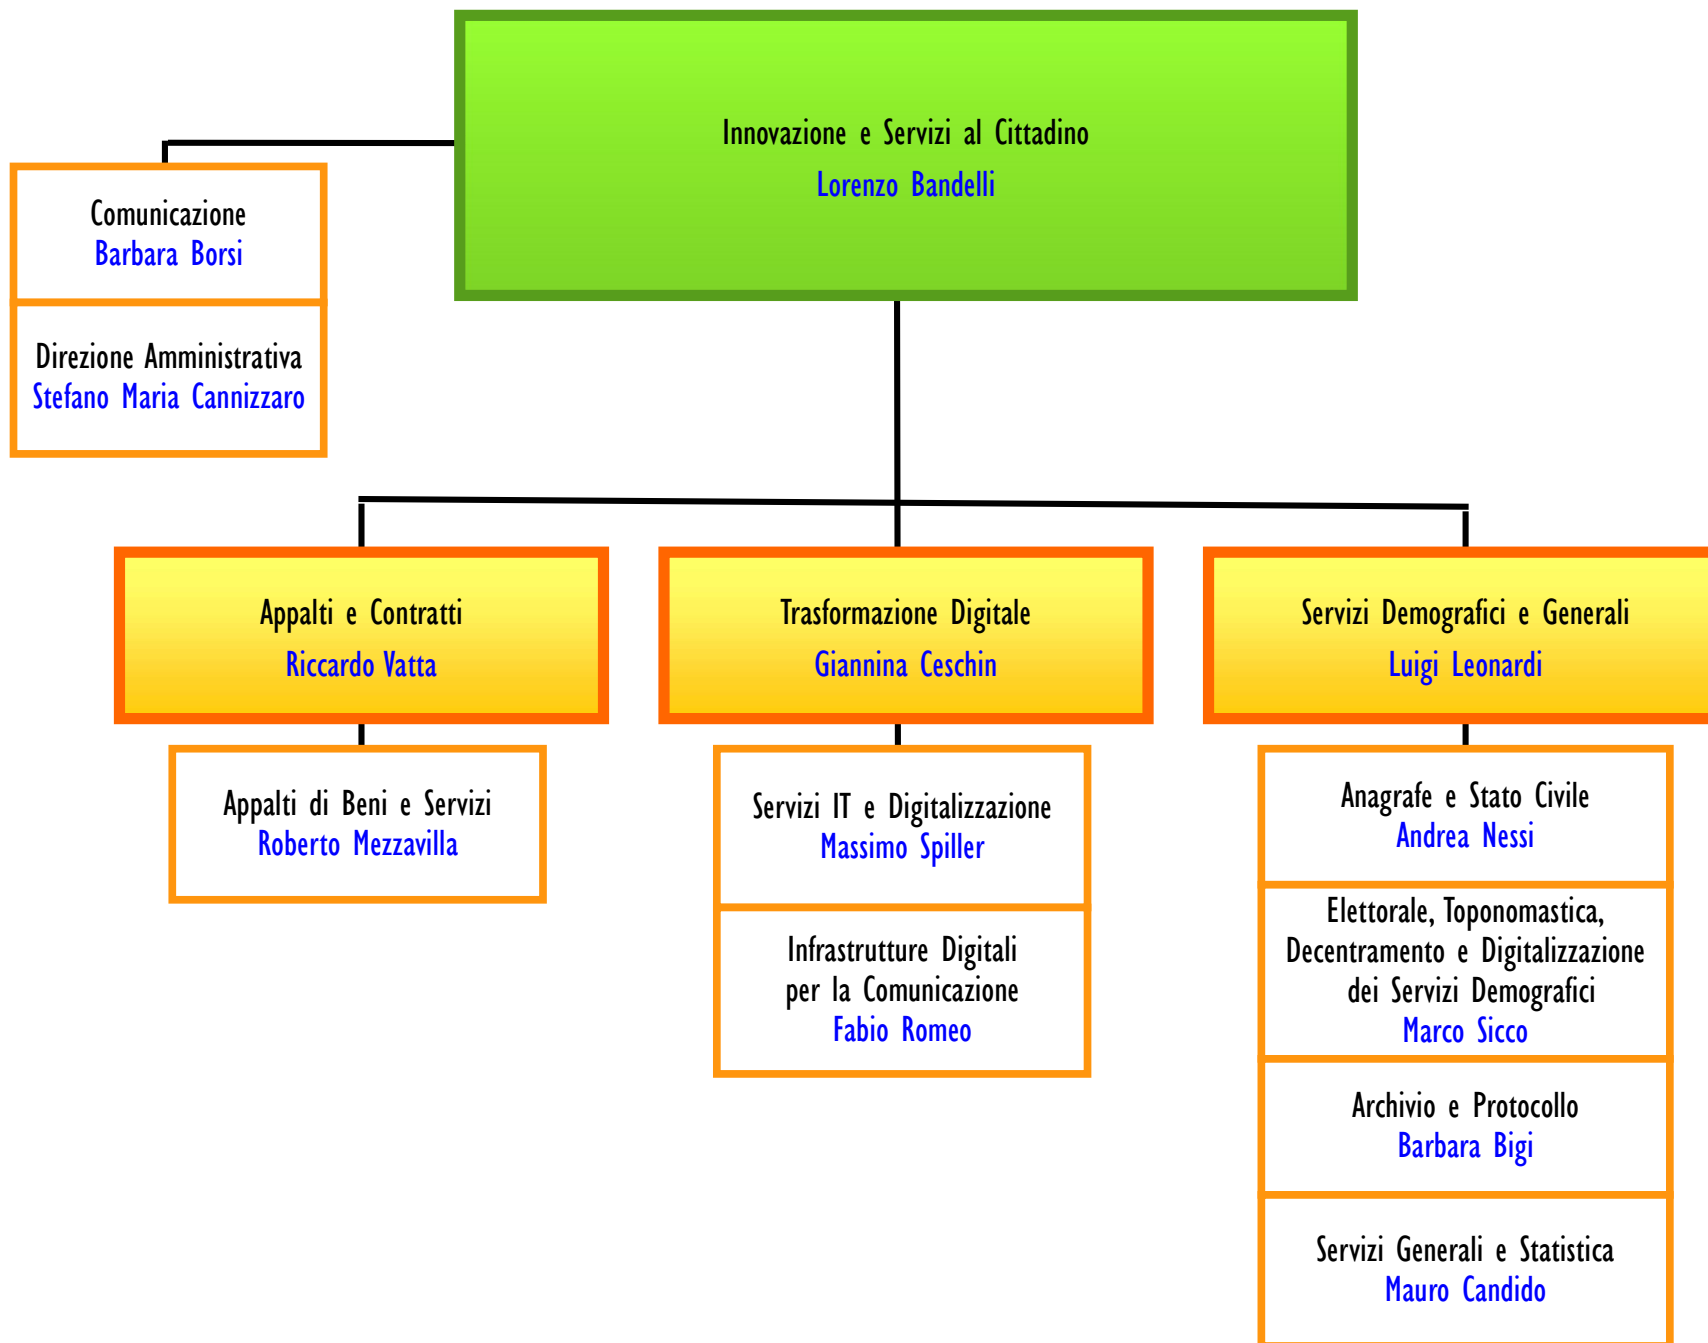 Innovazione e Servizi al Cittadino
Lorenzo Bandelli
Comunicazione
Barbara Borsi
Direzione Amministrativa
Stefano Maria Cannizzaro
Appalti e Contratti
Riccardo Vatta
Appalti di Beni e Servizi
Roberto Mezzavilla
Trasformazione Digitale
Giannina Ceschin
Servizi IT e Digitalizzazione
Massimo Spiller
Infrastrutture Digitali
per la Comunicazione
Fabio Romeo
Servizi Demografici e Generali
Luigi Leonardi
Anagrafe e Stato Civile
Andrea Nessi
Elettorale, Toponomastica,
Decentramento e Digitalizzazione
dei Servizi Demografici
Marco Sicco
Archivio e Protocollo
Barbara Bigi
Servizi Generali e Statistica
Mauro Candido